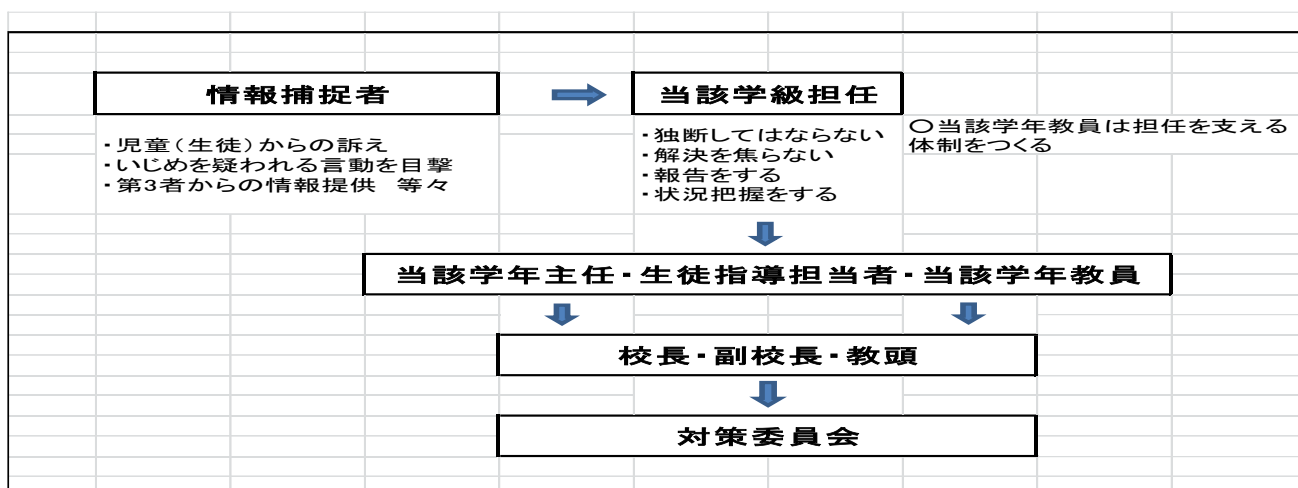 情報捕捉者
当該学級担任
・児童(生徒)からの訴え
・いじめを疑われる言動を目撃
・第3者からの情報提供 等々
・独断してはならない
・解決を焦らない
・報告をする
・状況把握をする
〇当該学年教員は担任を支える
体制をつくる
当該学年主任・生徒指導担当者・当該学年教員
校長・副校長・教頭
対策委員会